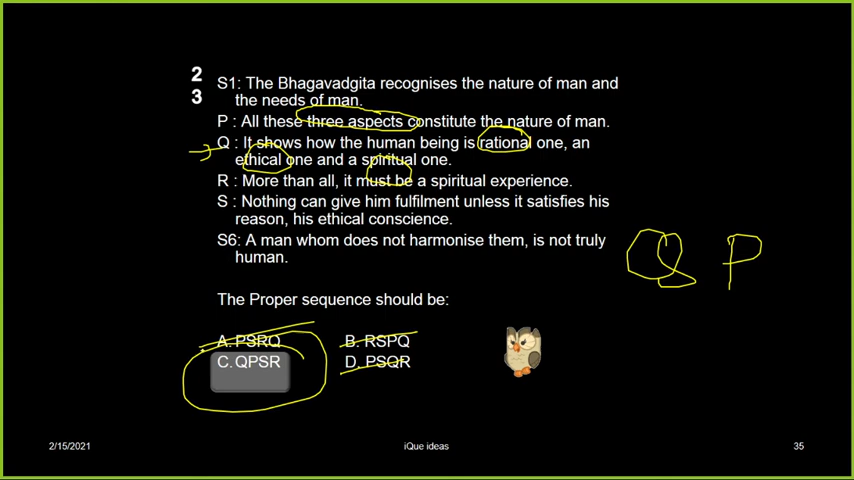 2
3
S1: The Bhagavadgita recognises the nature of man and
the needs of man.
P : All these three aspects constitute the nature of man.
Q : It shows how the human being is rational one, an
ethical one and a spiritual one.
R : More than all, it must be a spiritual experience.
S : Nothing can give him fulfilment unless it satisfies his
reason, his ethical conscience.
S6: A man whom does not harmonise them, is not truly
human.
Q P
The Proper sequence should be:
A. PSRQ B. RSPQ
C. QPSR D. PSQR
2/15/2021 iQue ideas 35